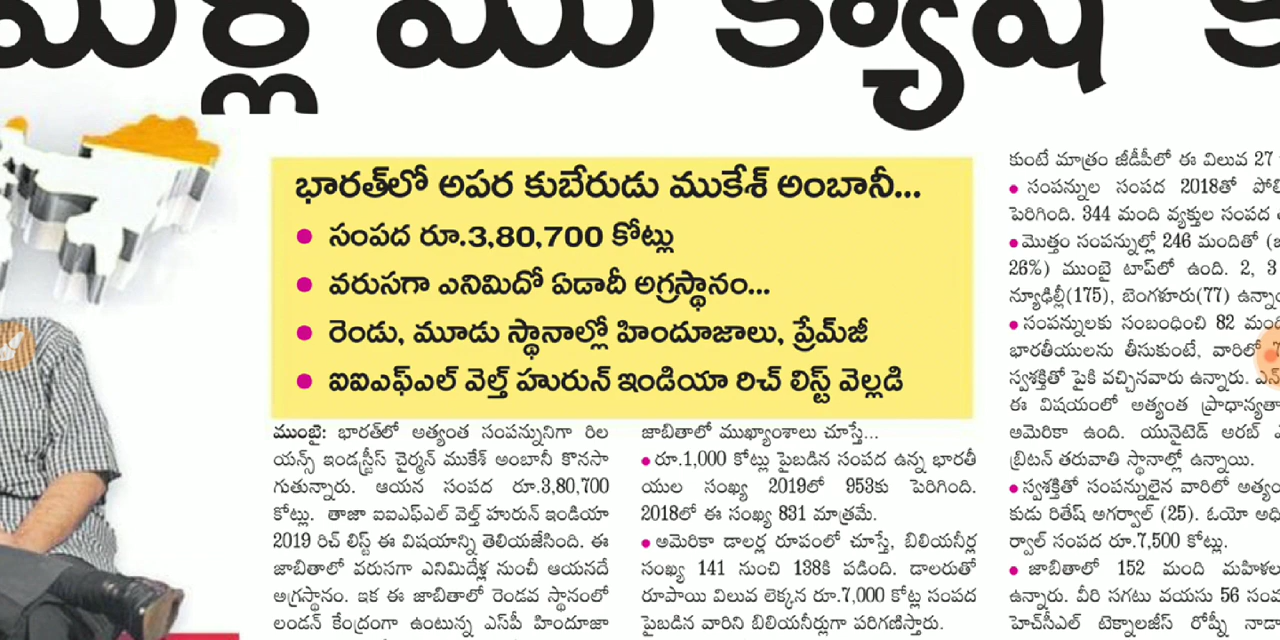 మళ్లీ ముక్యాష్
భారత్‌లో అపర కుబేరుడు ముకేశ్ అంబానీ...
● సంపద రూ.3,80,700 కోట్లు
● వరుసగా ఎనిమిదో ఏడాదీ అగ్రస్థానం...
● రెండు, మూడు స్థానాల్లో హిందూజాలు, ప్రేమ్‌జీ
● ఐఐఎఫ్ఎల్ వెల్త్ హురున్ ఇండియా రిచ్ లిస్ట్ వెల్లడి
ముంబై: భారత్‌లో అత్యంత సంపన్నునిగా రిల
యన్స్ ఇండస్ట్రీస్ చైర్మన్ ముకేశ్ అంబానీ కొనసా
గుతున్నారు. ఆయన సంపద రూ.3,80,700
కోట్లు. తాజా ఐఐఎఫ్ఎల్ వెల్త్ హురున్ ఇండియా
2019 రిచ్ లిస్ట్ ఈ విషయాన్ని తెలియజేసింది. ఈ
జాబితాలో వరుసగా ఎనిమిదేళ్ల నుంచీ ఆయనదే
అగ్రస్థానం. ఇక ఈ జాబితాలో రెండవ స్థానంలో
లండన్ కేంద్రంగా ఉంటున్న ఎస్‌పీ హిందూజా
జాబితాలో ముఖ్యాంశాలు చూస్తే...
● రూ.1,000 కోట్లు పైబడిన సంపద ఉన్న భారతీ
యుల సంఖ్య 2019లో 953కు పెరిగింది.
2018లో ఈ సంఖ్య 831 మాత్రమే.
● అమెరికా డాలర్ల రూపంలో చూస్తే, బిలియనీర్ల
సంఖ్య 141 నుంచి 138కి పడింది. డాలరుతో
రూపాయి విలువ లెక్కన రూ.7,000 కోట్ల సంపద
పైబడిన వారిని బిలియనీర్లుగా పరిగణిస్తారు.
కుంటే మాత్రం జీడీపీలో ఈ విలువ 27
● సంపన్నుల సంపద 2018తో
పెరిగింది. 344 మంది వ్యక్తుల సంపద
● మొత్తం సంపన్నుల్లో 246 మందితో
26%) ముంబై టాప్‌లో ఉంది. 2, 3
న్యూఢిల్లీ(175), బెంగళూరు(77)
● సంపన్నులకు సంబంధించి 82
భారతీయులను తీసుకుంటే, వారిలో
స్వశక్తితో పైకి వచ్చినవారు ఉన్నారు.
ఈ విషయంలో అత్యంత
అమెరికా ఉంది. యునైటెడ్ అరబ్
బ్రిటన్ తరువాతి స్థానాల్లో ఉన్నాయి.
● స్వశక్తితో సంపన్నులైన వారిలో
కుడు రితేష్ అగర్వాల్ (25). ఓయో
ర్వాల్ సంపద రూ.7,500 కోట్లు.
● జాబితాలో 152 మంది
ఉన్నారు. వీరి సగటు వయసు 56
హెచ్‌సీఎల్ టెక్నాలజీస్ రోష్నీ